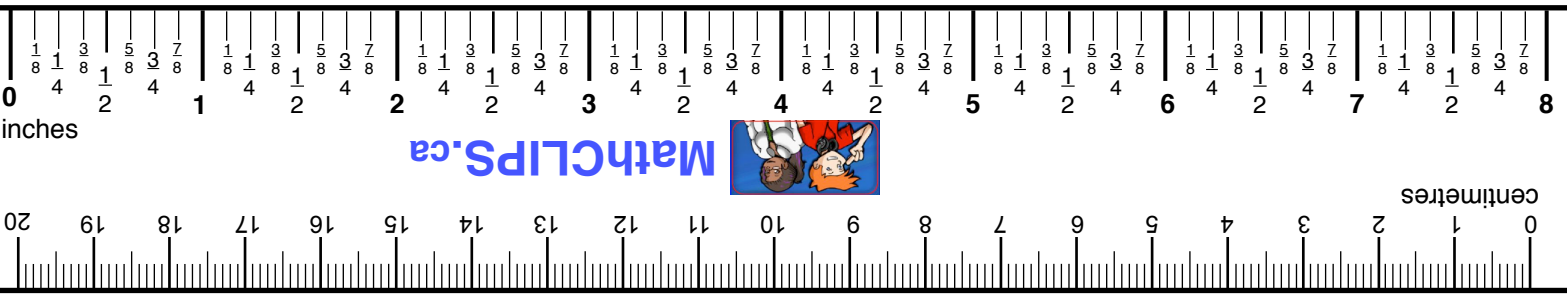 1/8 1/4 3/8 1/2 5/8 3/4 7/8 1/8 1/4 3/8 1/2 5/8 3/4 7/8 1/8 1/4 3/8 1/2 5/8 3/4 7/8 1/8 1/4 3/8 1/2 5/8 3/4 7/8 1/8 1/4 3/8 1/2 5/8 3/4 7/8 1/8 1/4 3/8 1/2 5/8 3/4 7/8 1/8 1/4 3/8 1/2 5/8 3/4 7/8 1/8 1/4 3/8 1/2 5/8 3/4 7/8
0 1 2 3 4 5 6 7 8
inches
MathCLIPS.ca
centimetres
0 1 2 3 4 5 6 7 8 9 10 11 12 13 14 15 16 17 18 19 20